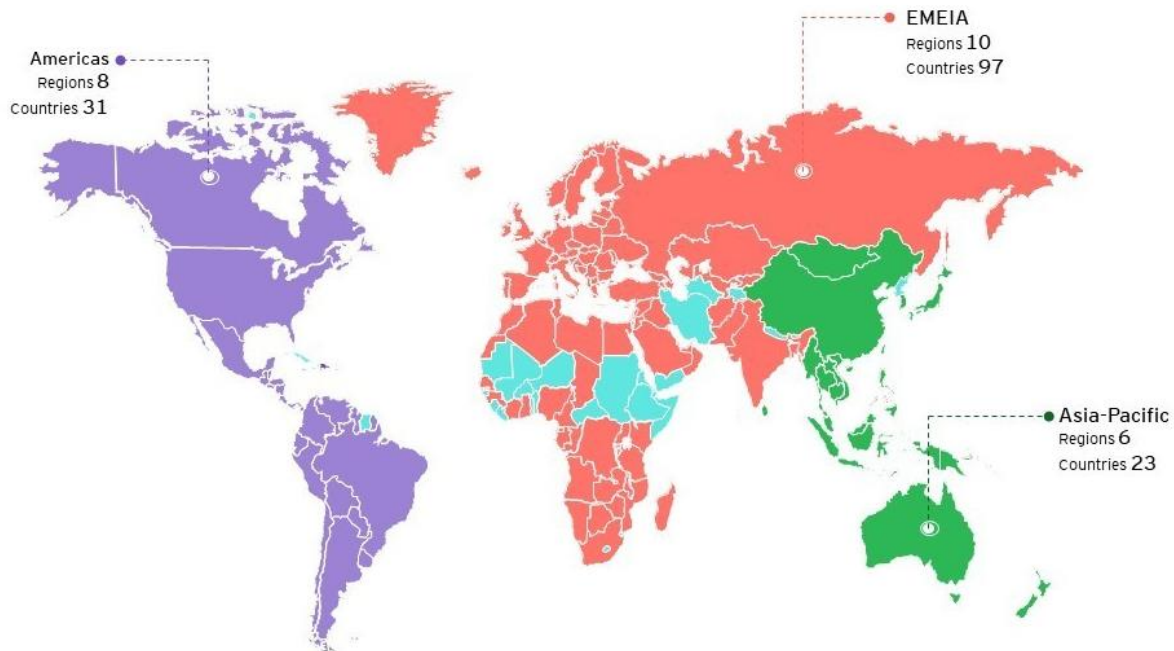 Americas
Regions 8
Countries 31
EMEIA
Regions 10
Countries 97
Asia-Pacific
Regions 6
Countries 23